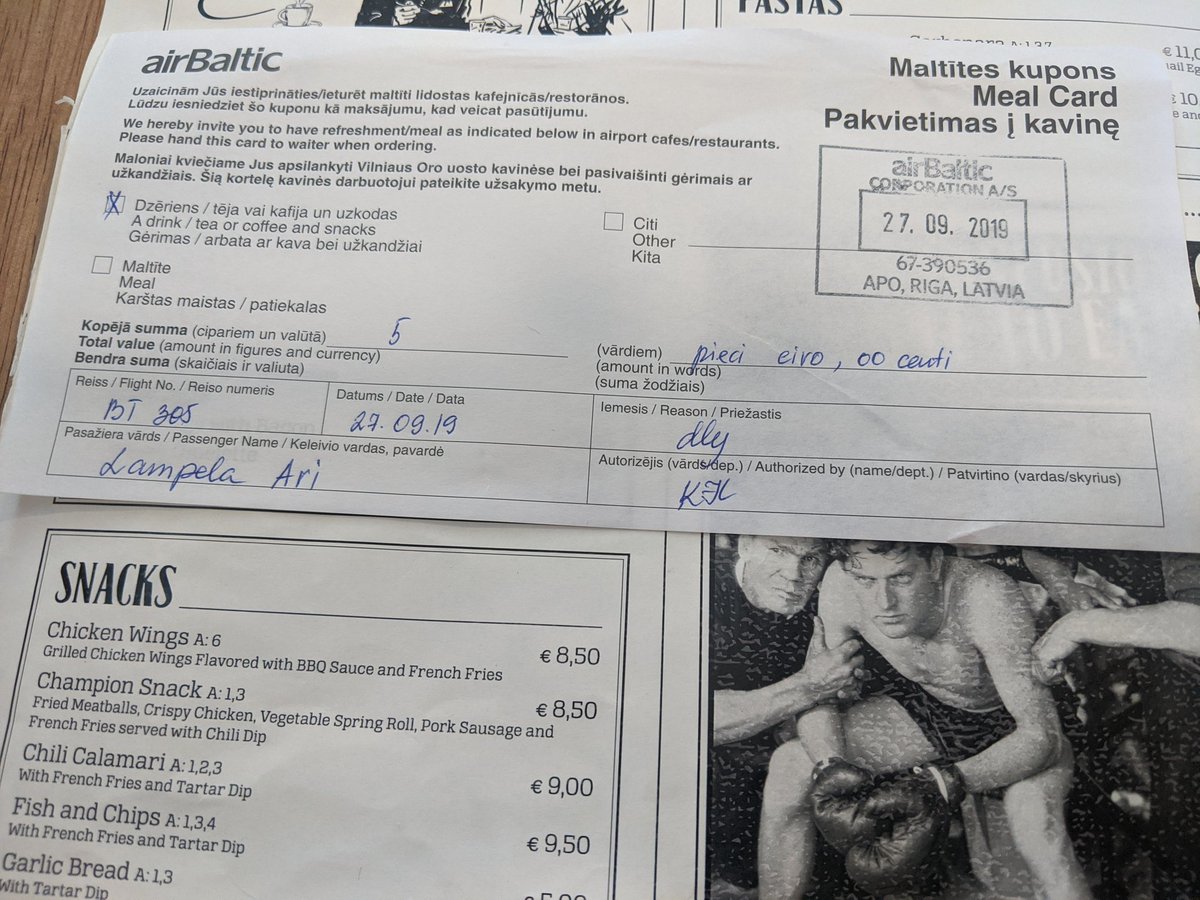 PASTAS
€ 11,0
€ 10
airBaltic
Maltītes kupons
Meal Card
Pakvietimas į kavinę
Uzaicinām Jūs iestiprināties/ieturēt maltīti lidostas kafejnīcās/restorānos.
Lūdzu iesniedziet šo kuponu kā maksājumu, kad veicat pasūtījumu.
We hereby invite you to have refreshment/meal as indicated below in airport cafes/restaurants.
Please hand this card to waiter when ordering.
Maloniai kviečiame Jus apsilankyti Vilniaus Oro uosto kavinėse bei pasivaišinti gėrimais ar
užkandžiais. Šią kortelę kavinės darbuotojui pateikite užsakymo metu.
airBaltic
CORPORATION A/S
27. 09. 2019
67-390536
APO, RIGA, LATVIA
X Dzēriens / tēja vai kafija un uzkodas
A drink / tea or coffee and snacks
Gėrimas / arbata ar kava bei užkandžiai
Citi
Other
Kita
Maltīte
Meal
Karštas maistas / patiekalas
Kopējā summa (cipariem un valūtā)
Total value (amount in figures and currency) 5
Bendra suma (skaičiais ir valiuta)
(vārdiem) pieci eiro, 00 centi
(amount in words)
(suma žodžiais)
Reiss / Flight No. / Reiso numeris
BT 305
Datums / Date / Data
27.09.19
Iemesis / Reason / Priežastis
dly
Pasažiera vārds / Passenger Name / Keleivio vardas, pavardė
Lampela Ari
Autorizējis (vārds/dep.) / Authorized by (name/dept.) / Patvirtino (vardas/skyrius)
SNACKS
Chicken Wings A: 6
Grilled Chicken Wings Flavored with BBQ Sauce and French Fries
€ 8,50
Champion Snack A: 1,3
Fried Meatballs, Crispy Chicken, Vegetable Spring Roll, Pork Sausage and
French Fries served with Chili Dip
€ 8,50
Chili Calamari A: 1,2,3
With French Fries and Tartar Dip
€ 9,00
Fish and Chips A: 1,3,4
With French Fries and Tartar Dip
€ 9,50
Garlic Bread A: 1,3
With Tartar Dip